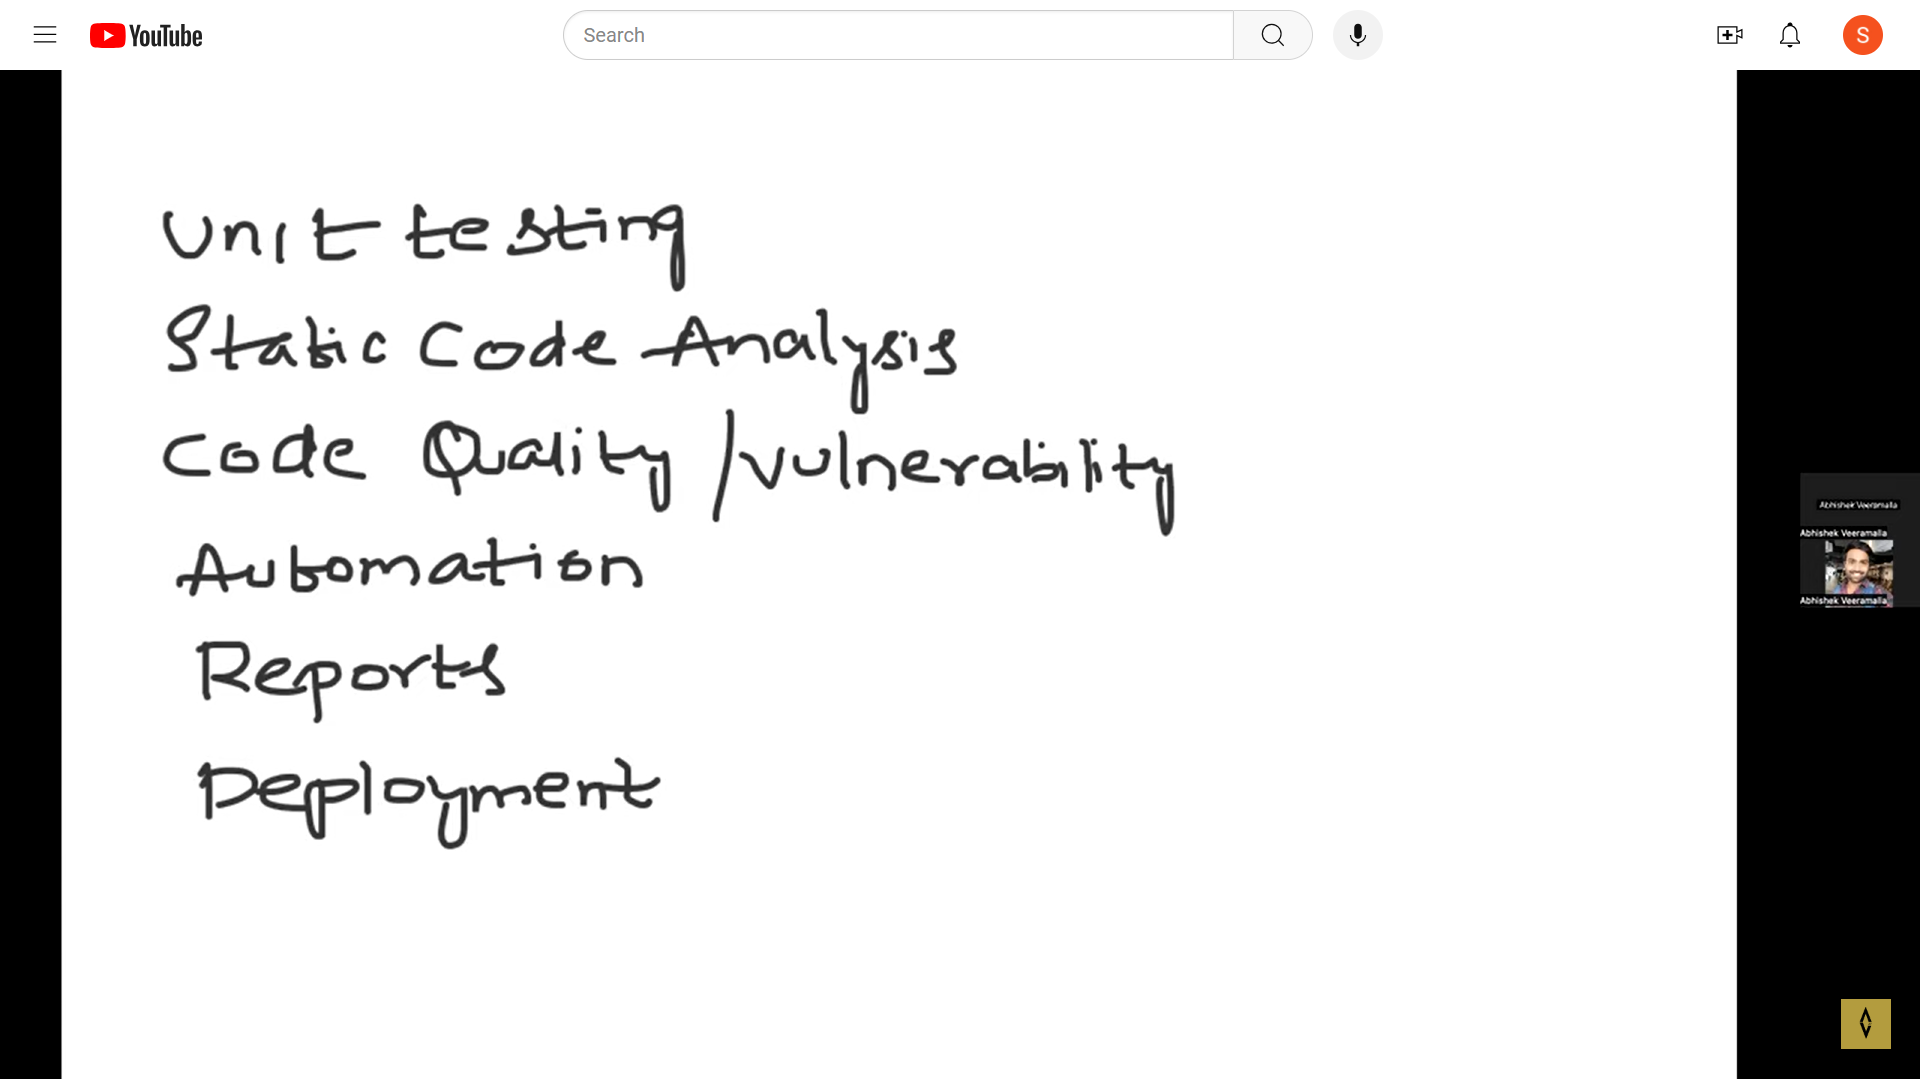 YouTube
Search
S
Unit testing
Static Code Analysis
Code Quality /vulnerability
Automation
Reports
Deployment
Abhishek Veeramalla
Abhishek Veeramalla
Abhishek Veeramalla